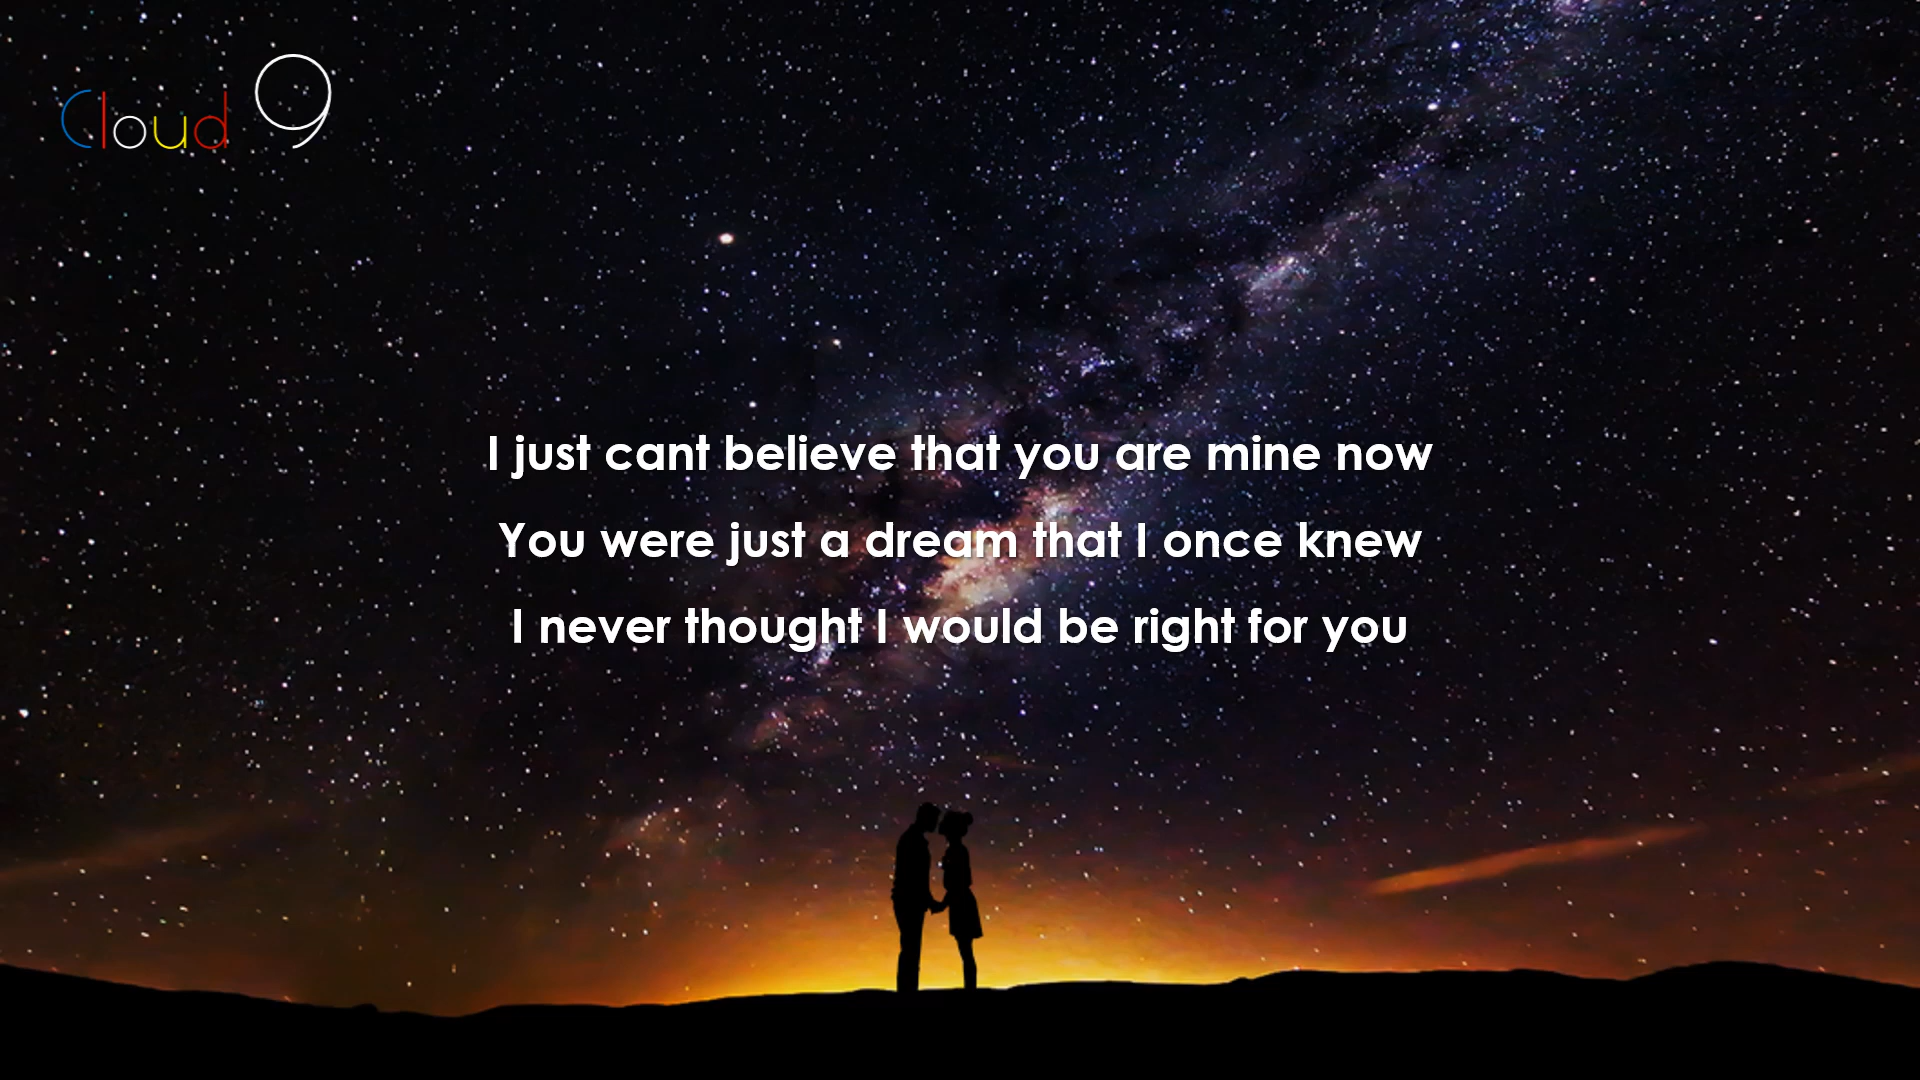 Cloud 9
I just cant believe that you are mine now
You were just a dream that I once knew
I never thought I would be right for you